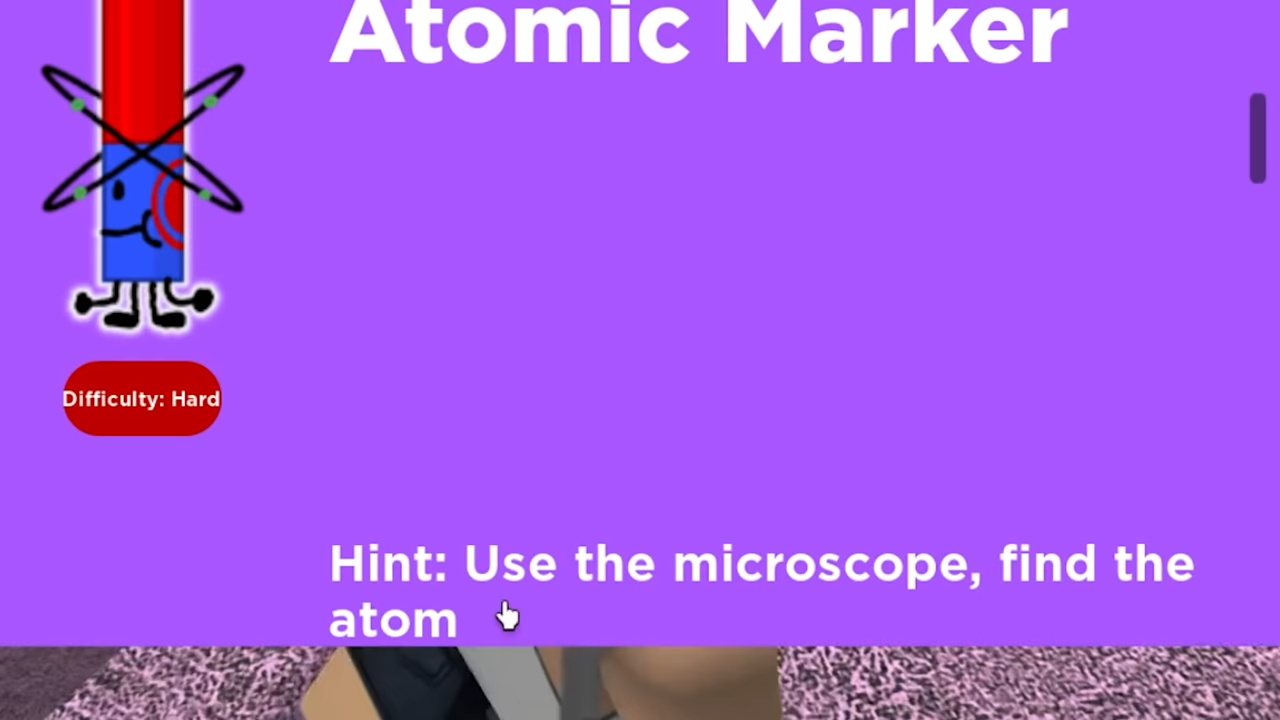 Atomic Marker
Difficulty: Hard
Hint: Use the microscope, find the
atom